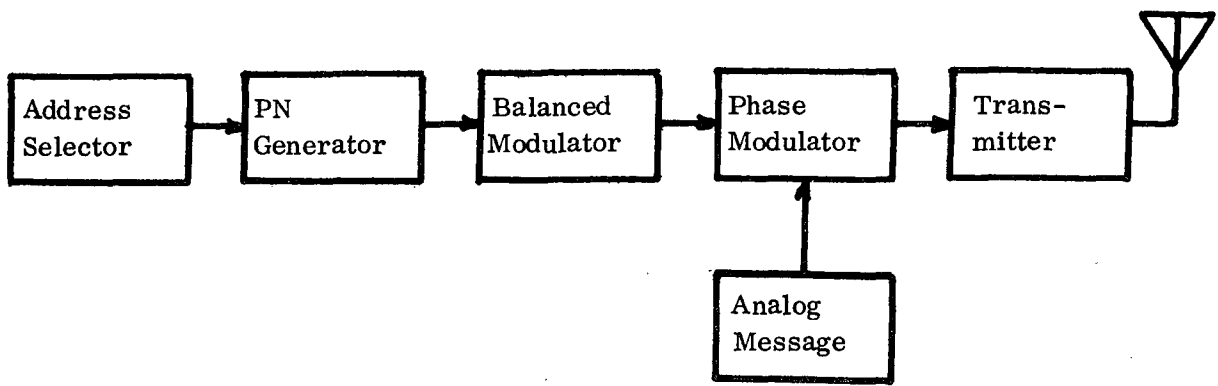 Address
Selector
PN
Generator
Balanced
Modulator
Phase
Modulator
Trans-
mitter
Analog
Message